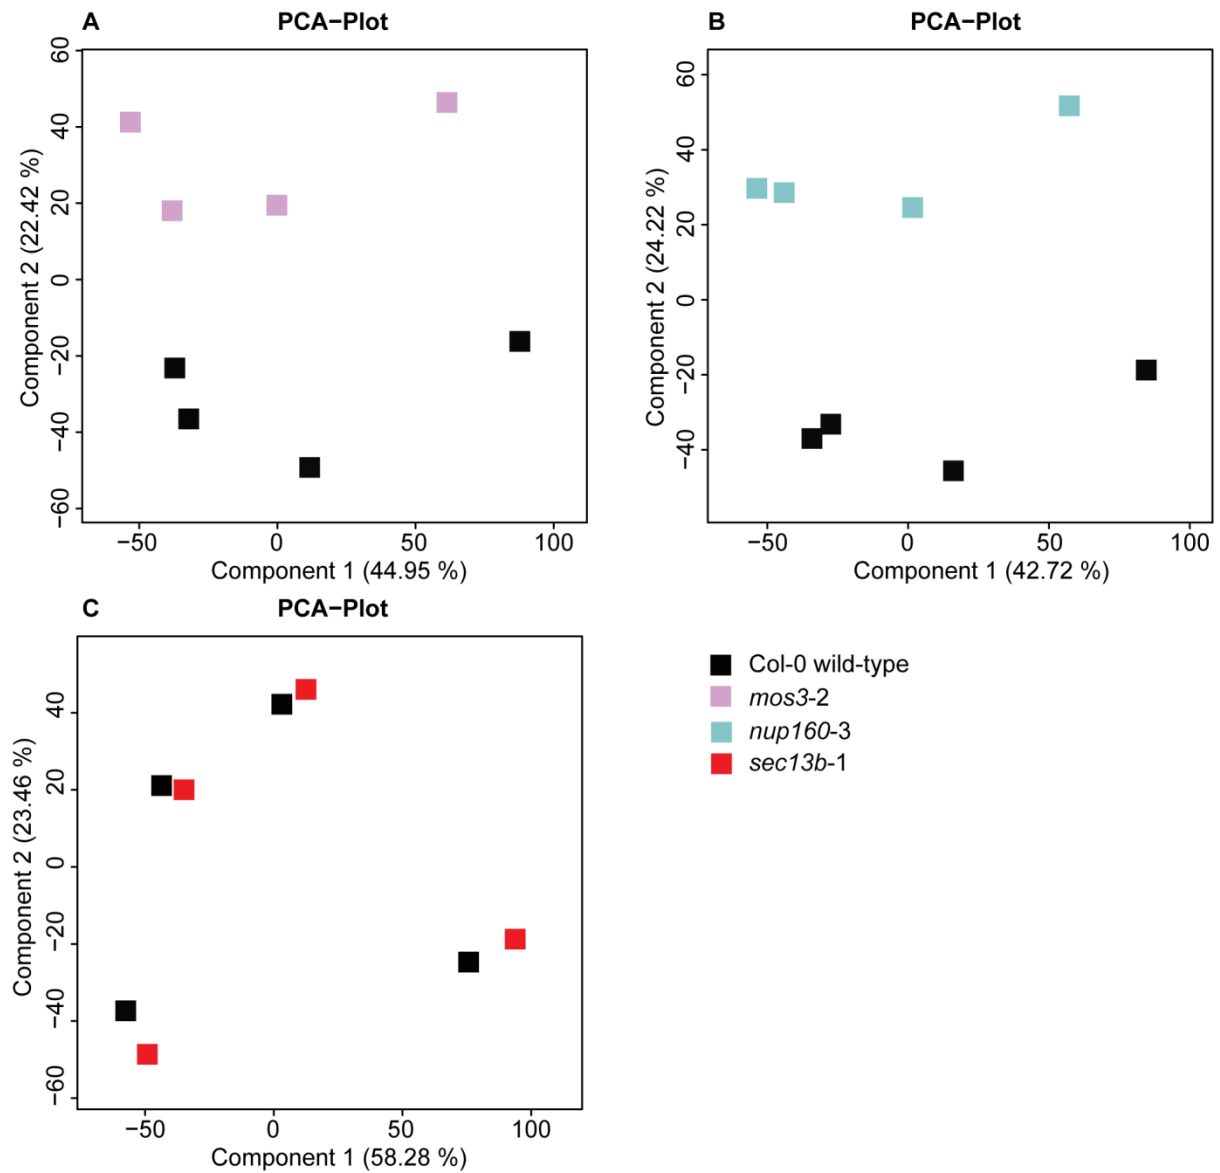 A
PCA−Plot
60
40
20
0
−20
−40
−60
Component 2 (22.42 %)
−50
0
50
100
Component 1 (44.95 %)
B
PCA−Plot
60
40
20
0
−20
−40
Component 2 (24.22 %)
−50
0
50
100
Component 1 (42.72 %)
C
PCA−Plot
40
20
0
−20
−40
−60
Component 2 (23.46 %)
−50
0
50
100
Component 1 (58.28 %)
Col-0 wild-type
mos3-2
nup160-3
sec13b-1